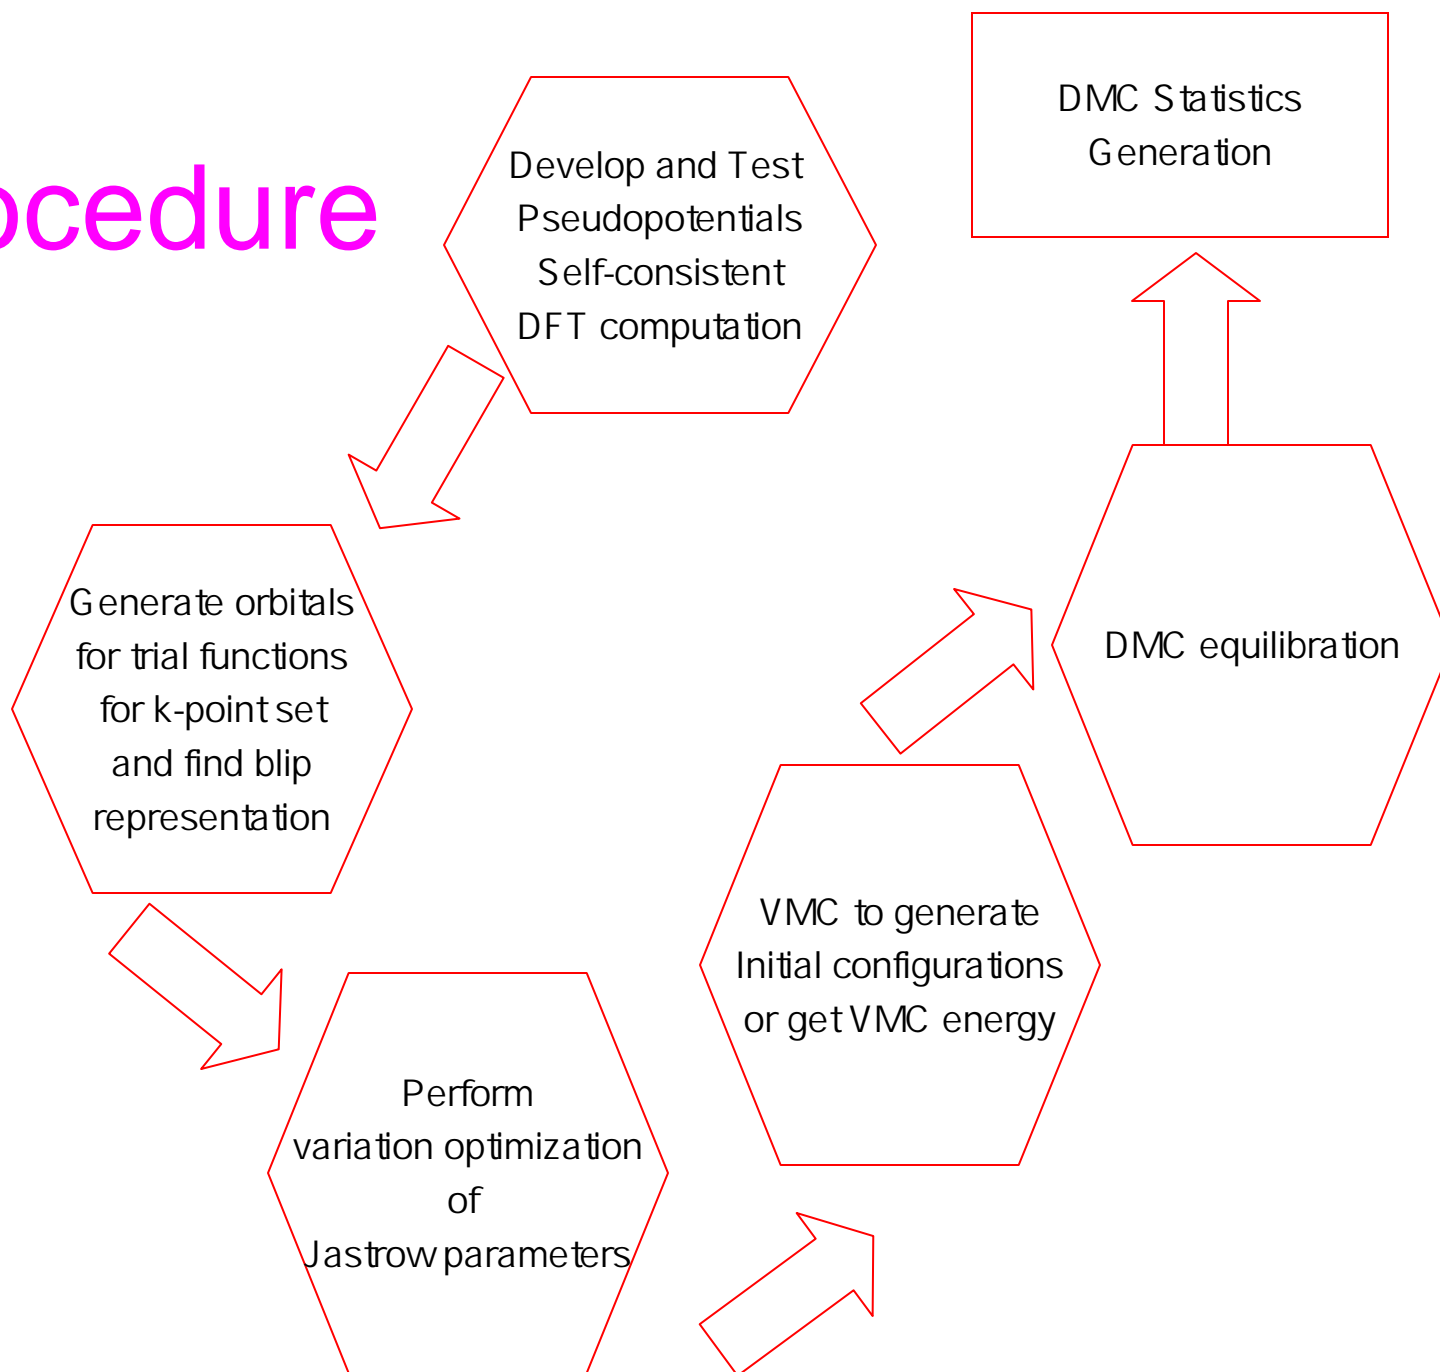 ocedure
Develop and Test
Pseudopotentials
Self-consistent
DFT computation
Generate orbitals
for trial functions
for k-point set
and find blip
representation
Perform
variation optimization
of
Jastrow parameters
VMC to generate
Initial configurations
or get VMC energy
DMC equilibration
DMC Statistics
Generation